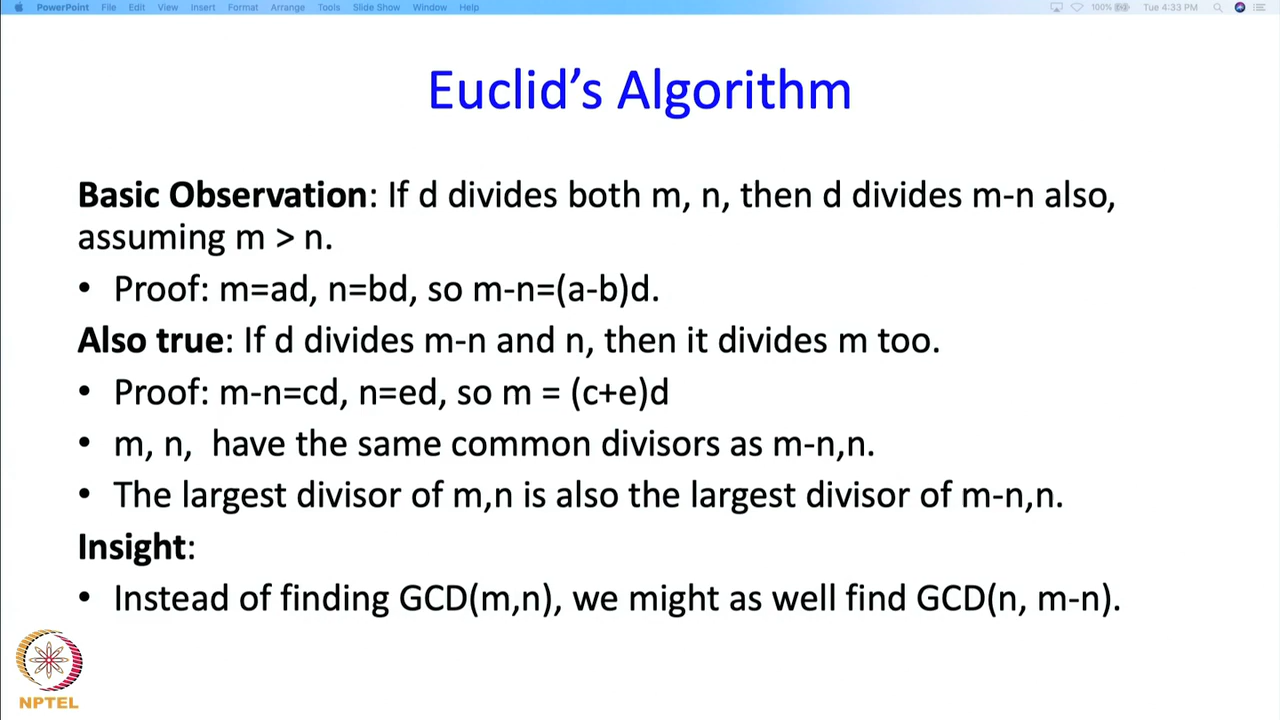 PowerPoint File Edit View Insert Format Arrange Tools Slide Show Window Help 100% Tue 4:33 PM
Euclid’s Algorithm
Basic Observation: If d divides both m, n, then d divides m-n also,
assuming m > n.
• Proof: m=ad, n=bd, so m-n=(a-b)d.
Also true: If d divides m-n and n, then it divides m too.
• Proof: m-n=cd, n=ed, so m = (c+e)d
• m, n, have the same common divisors as m-n,n.
• The largest divisor of m,n is also the largest divisor of m-n,n.
Insight:
• Instead of finding GCD(m,n), we might as well find GCD(n, m-n).
NPTEL